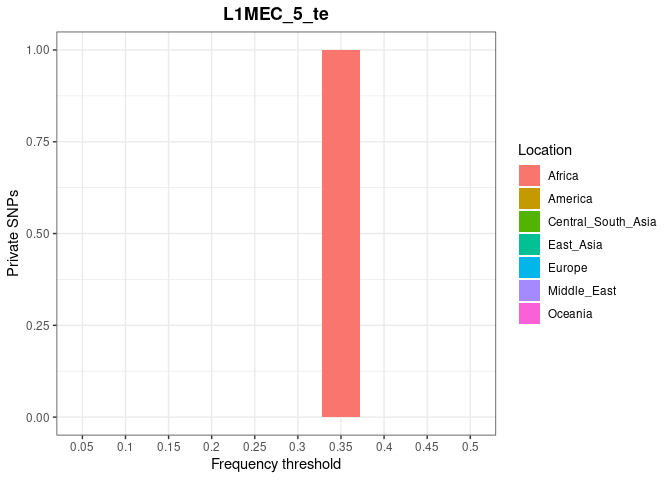 L1MEC_5_te
1.00
0.75
0.50
0.25
0.00
Private SNPs
0.05 0.1 0.15 0.2 0.25 0.3 0.35 0.4 0.45 0.5
Frequency threshold
Location
Africa
America
Central_South_Asia
East_Asia
Europe
Middle_East
Oceania